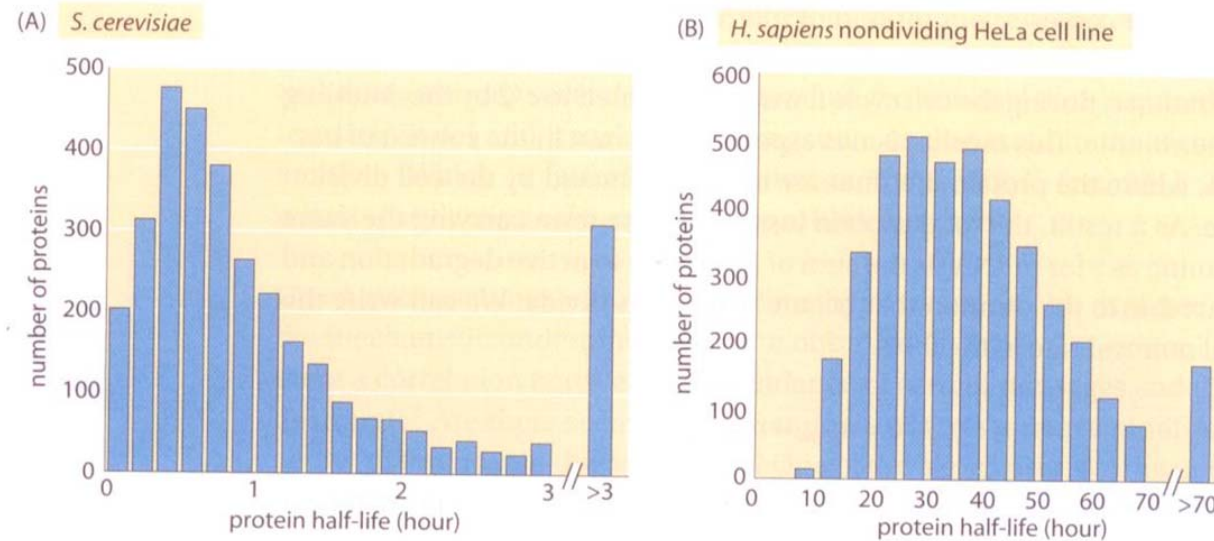 (A) S. cerevisiae
500
400
300
200
100
0
number of proteins
0 1 2 3 >3
protein half-life (hour)
(B) H. sapiens nondividing HeLa cell line
600
500
400
300
200
100
0
number of proteins
0 10 20 30 40 50 60 70 >70
protein half-life (hour)